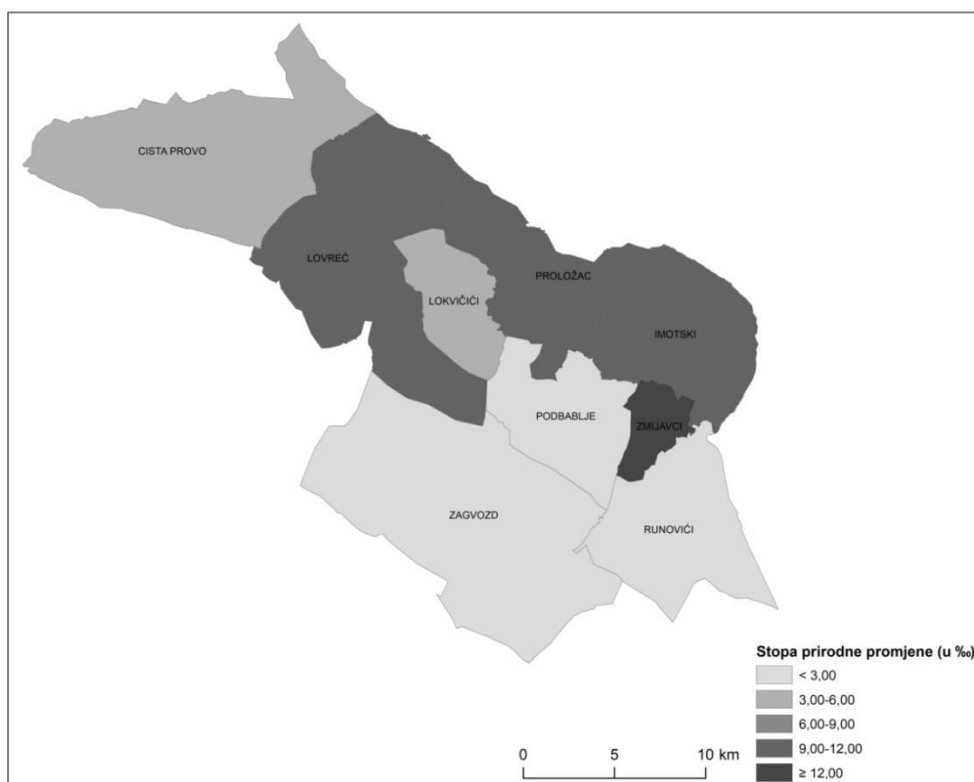 CISTA PROVO
LOVREĆ
PROLOŽAC
LOKVIČIĆI
IMOTSKI
PODBABLJE
ZMIJAVCI
ZAGVOZD
RUNOVIĆI
Stopa prirodne promjene (u ‰)
< 3,00
3,00-6,00
6,00-9,00
9,00-12,00
≥ 12,00
0 5 10 km